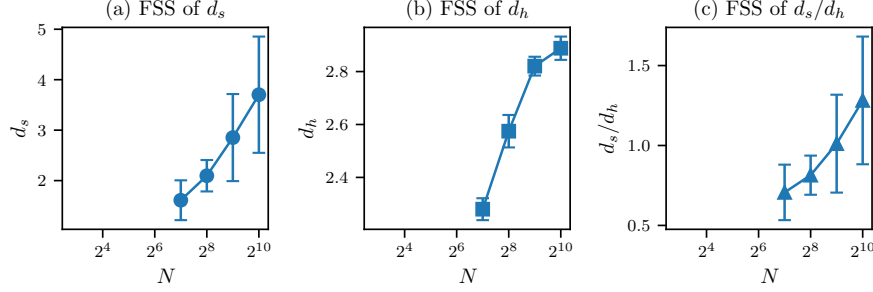 (a) FSS of d_s
(b) FSS of d_h
(c) FSS of d_s/d_h
5
4
3
2
d_s
2^4
2^6
2^8
2^10
N
2.8
2.6
2.4
d_h
2^4
2^6
2^8
2^10
N
1.5
1.0
0.5
d_s/d_h
2^4
2^6
2^8
2^10
N